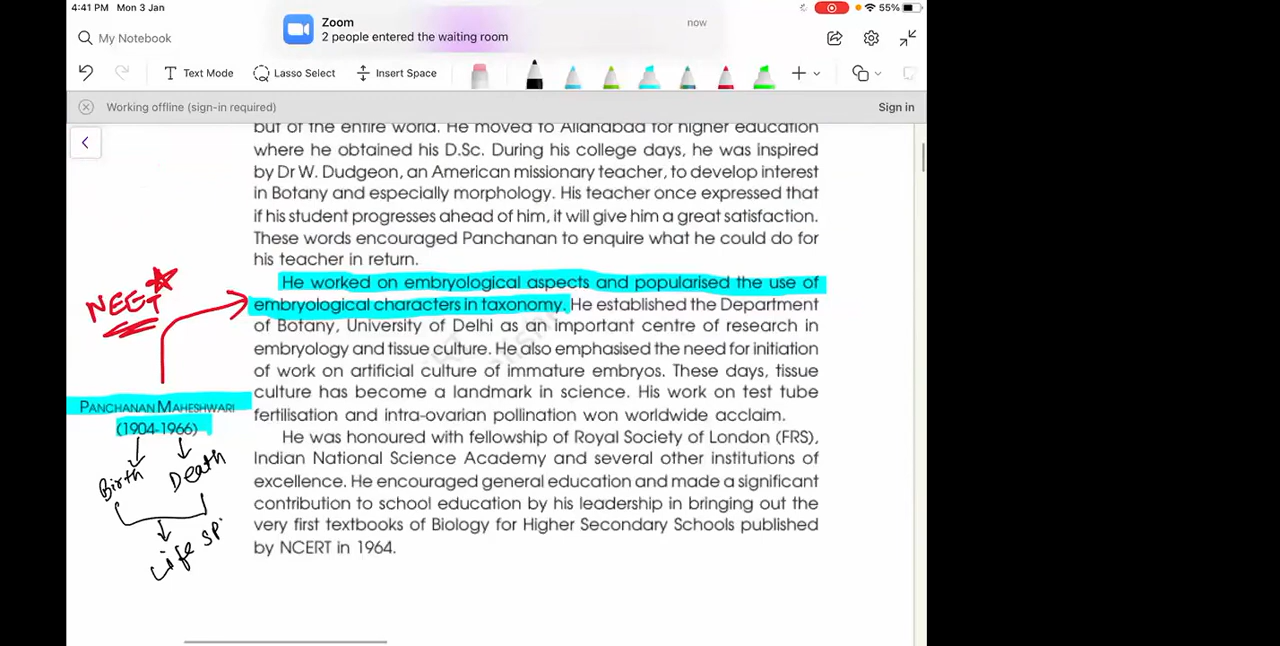 4:41 PM Mon 3 Jan
55%
Zoom
now
2 people entered the waiting room
My Notebook
Text Mode
Lasso Select
Insert Space
Working offline (sign-in required)
Sign in
but of the entire world. He moved to Allahabad for higher education
where he obtained his D.Sc. During his college days, he was inspired
by Dr W. Dudgeon, an American missionary teacher, to develop interest
in Botany and especially morphology. His teacher once expressed that
if his student progresses ahead of him, it will give him a great satisfaction.
These words encouraged Panchanan to enquire what he could do for
his teacher in return.
He worked on embryological aspects and popularised the use of
embryological characters in taxonomy. He established the Department
of Botany, University of Delhi as an important centre of research in
embryology and tissue culture. He also emphasised the need for initiation
of work on artificial culture of immature embryos. These days, tissue
culture has become a landmark in science. His work on test tube
fertilisation and intra-ovarian pollination won worldwide acclaim.
He was honoured with fellowship of Royal Society of London (FRS),
Indian National Science Academy and several other institutions of
excellence. He encouraged general education and made a significant
contribution to school education by his leadership in bringing out the
very first textbooks of Biology for Higher Secondary Schools published
by NCERT in 1964.
NEET
PANCHANAN MAHESHWARI
(1904-1966)
Birth
Death
Life Sp